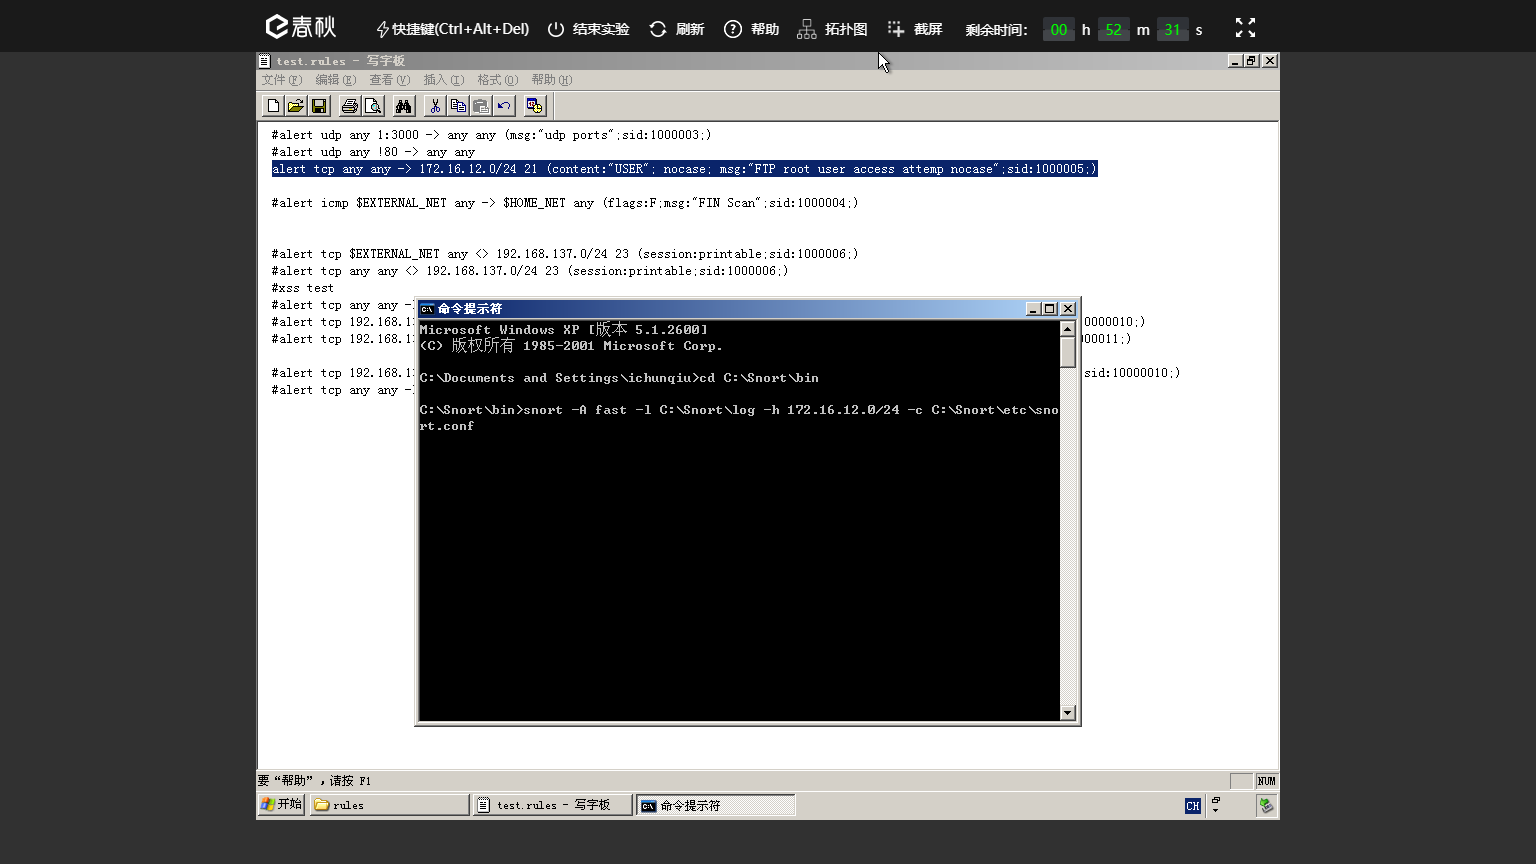 春秋 快捷键(Ctrl+Alt+Del) 结束实验 刷新 帮助 拓扑图 截屏 剩余时间: 00 h 52 m 31 s
test.rules - 写字板
文件(F) 编辑(E) 查看(V) 插入(I) 格式(O) 帮助(H)
#alert udp any 1:3000 -> any any (msg:"udp ports";sid:1000003;)
#alert udp any !80 -> any any
alert tcp any any -> 172.16.12.0/24 21 (content:"USER"; nocase; msg:"FTP root user access attemp nocase";sid:1000005;)
#alert icmp $EXTERNAL_NET any -> $HOME_NET any (flags:F;msg:"FIN Scan";sid:1000004;)
#alert tcp $EXTERNAL_NET any <> 192.168.137.0/24 23 (session:printable;sid:1000006;)
#alert tcp any any <> 192.168.137.0/24 23 (session:printable;sid:1000006;)
#xss test
#alert tcp any any -
#alert tcp 192.168.1 0000010;)
#alert tcp 192.168.1 00011;)
#alert tcp 192.168.1 sid:10000010;)
#alert tcp any any -
命令提示符
Microsoft Windows XP [版本 5.1.2600]
(C) 版权所有 1985-2001 Microsoft Corp.
C:\Documents and Settings\ichunqiu>cd C:\Snort\bin
C:\Snort\bin>snort -A fast -l C:\Snort\log -h 172.16.12.0/24 -c C:\Snort\etc\sno
rt.conf
要“帮助”,请按 F1
NUM
开始 rules test.rules - 写字板 命令提示符 CH